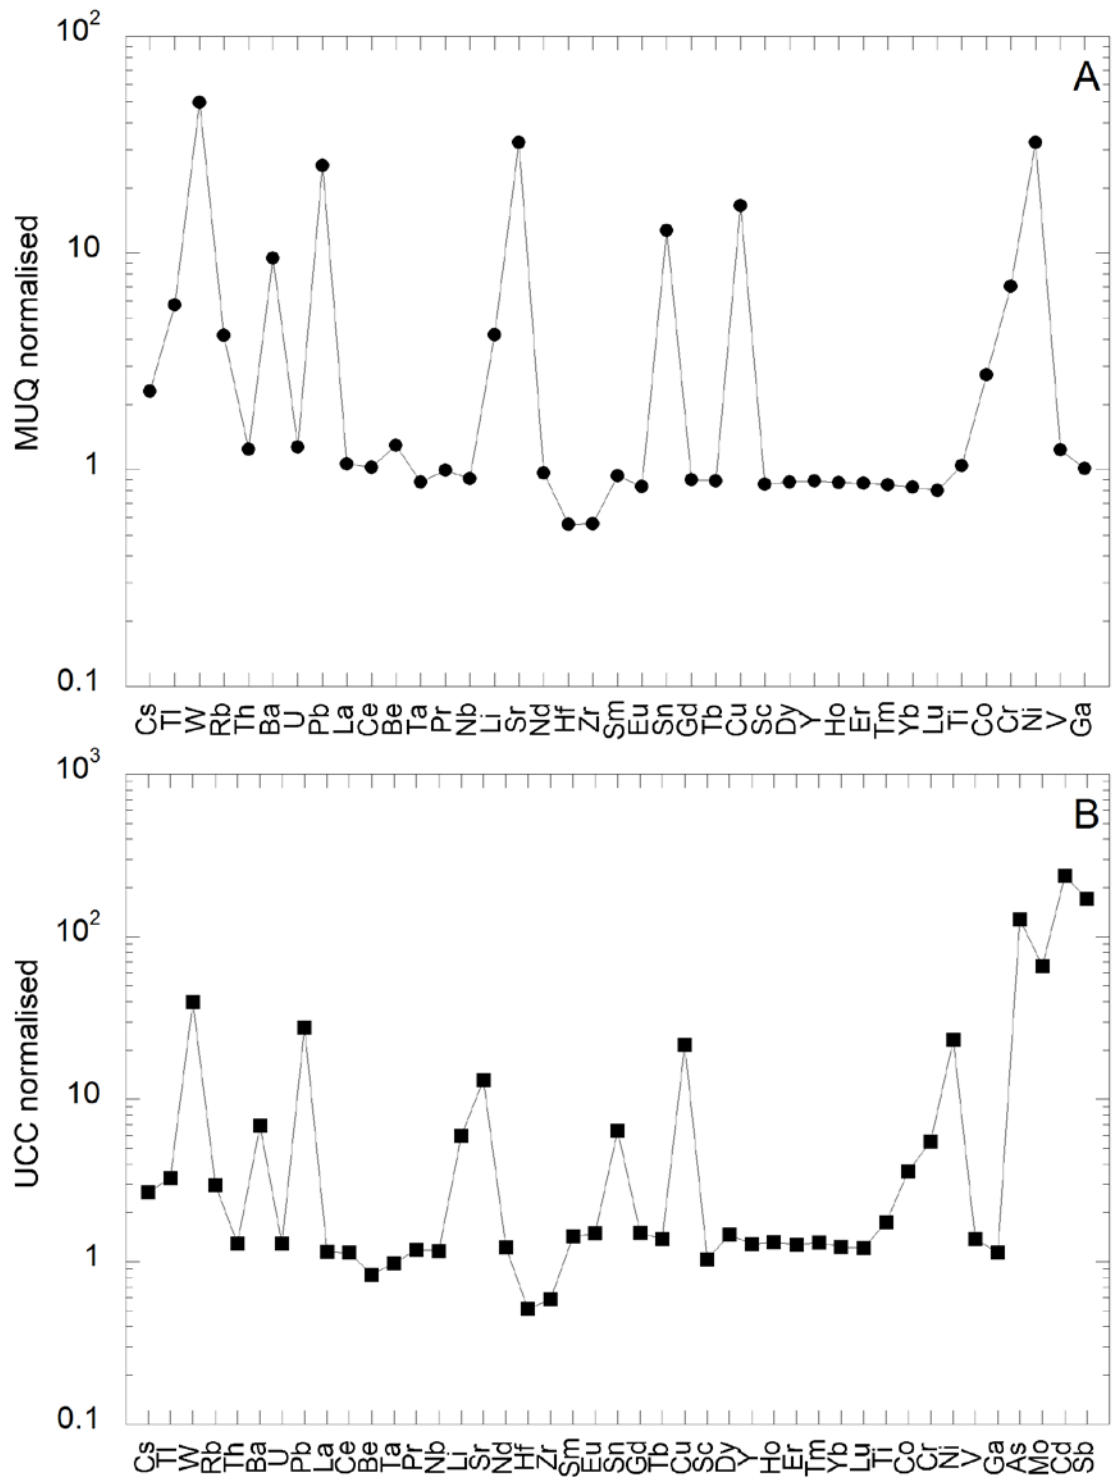 A
MUQ normalised
10²
10
1
0.1
Cs Tl W Rb Th Ba U Pb La Ce Be Ta Pr Nb Li Sr Nd Hf Zr Sm Eu Sn Gd Tb Cu Sc Dy Y Ho Er Tm Yb Lu Ti Co Cr Ni V Ga
B
UCC normalised
10³
10²
10
1
0.1
Cs Tl W Rb Th Ba U Pb La Ce Be Ta Pr Nb Li Sr Nd Hf Zr Sm Eu Sn Gd Tb Cu Sc Dy Y Ho Er Tm Yb Lu Ti Co Cr Ni V Ga As Mo Cd Sb